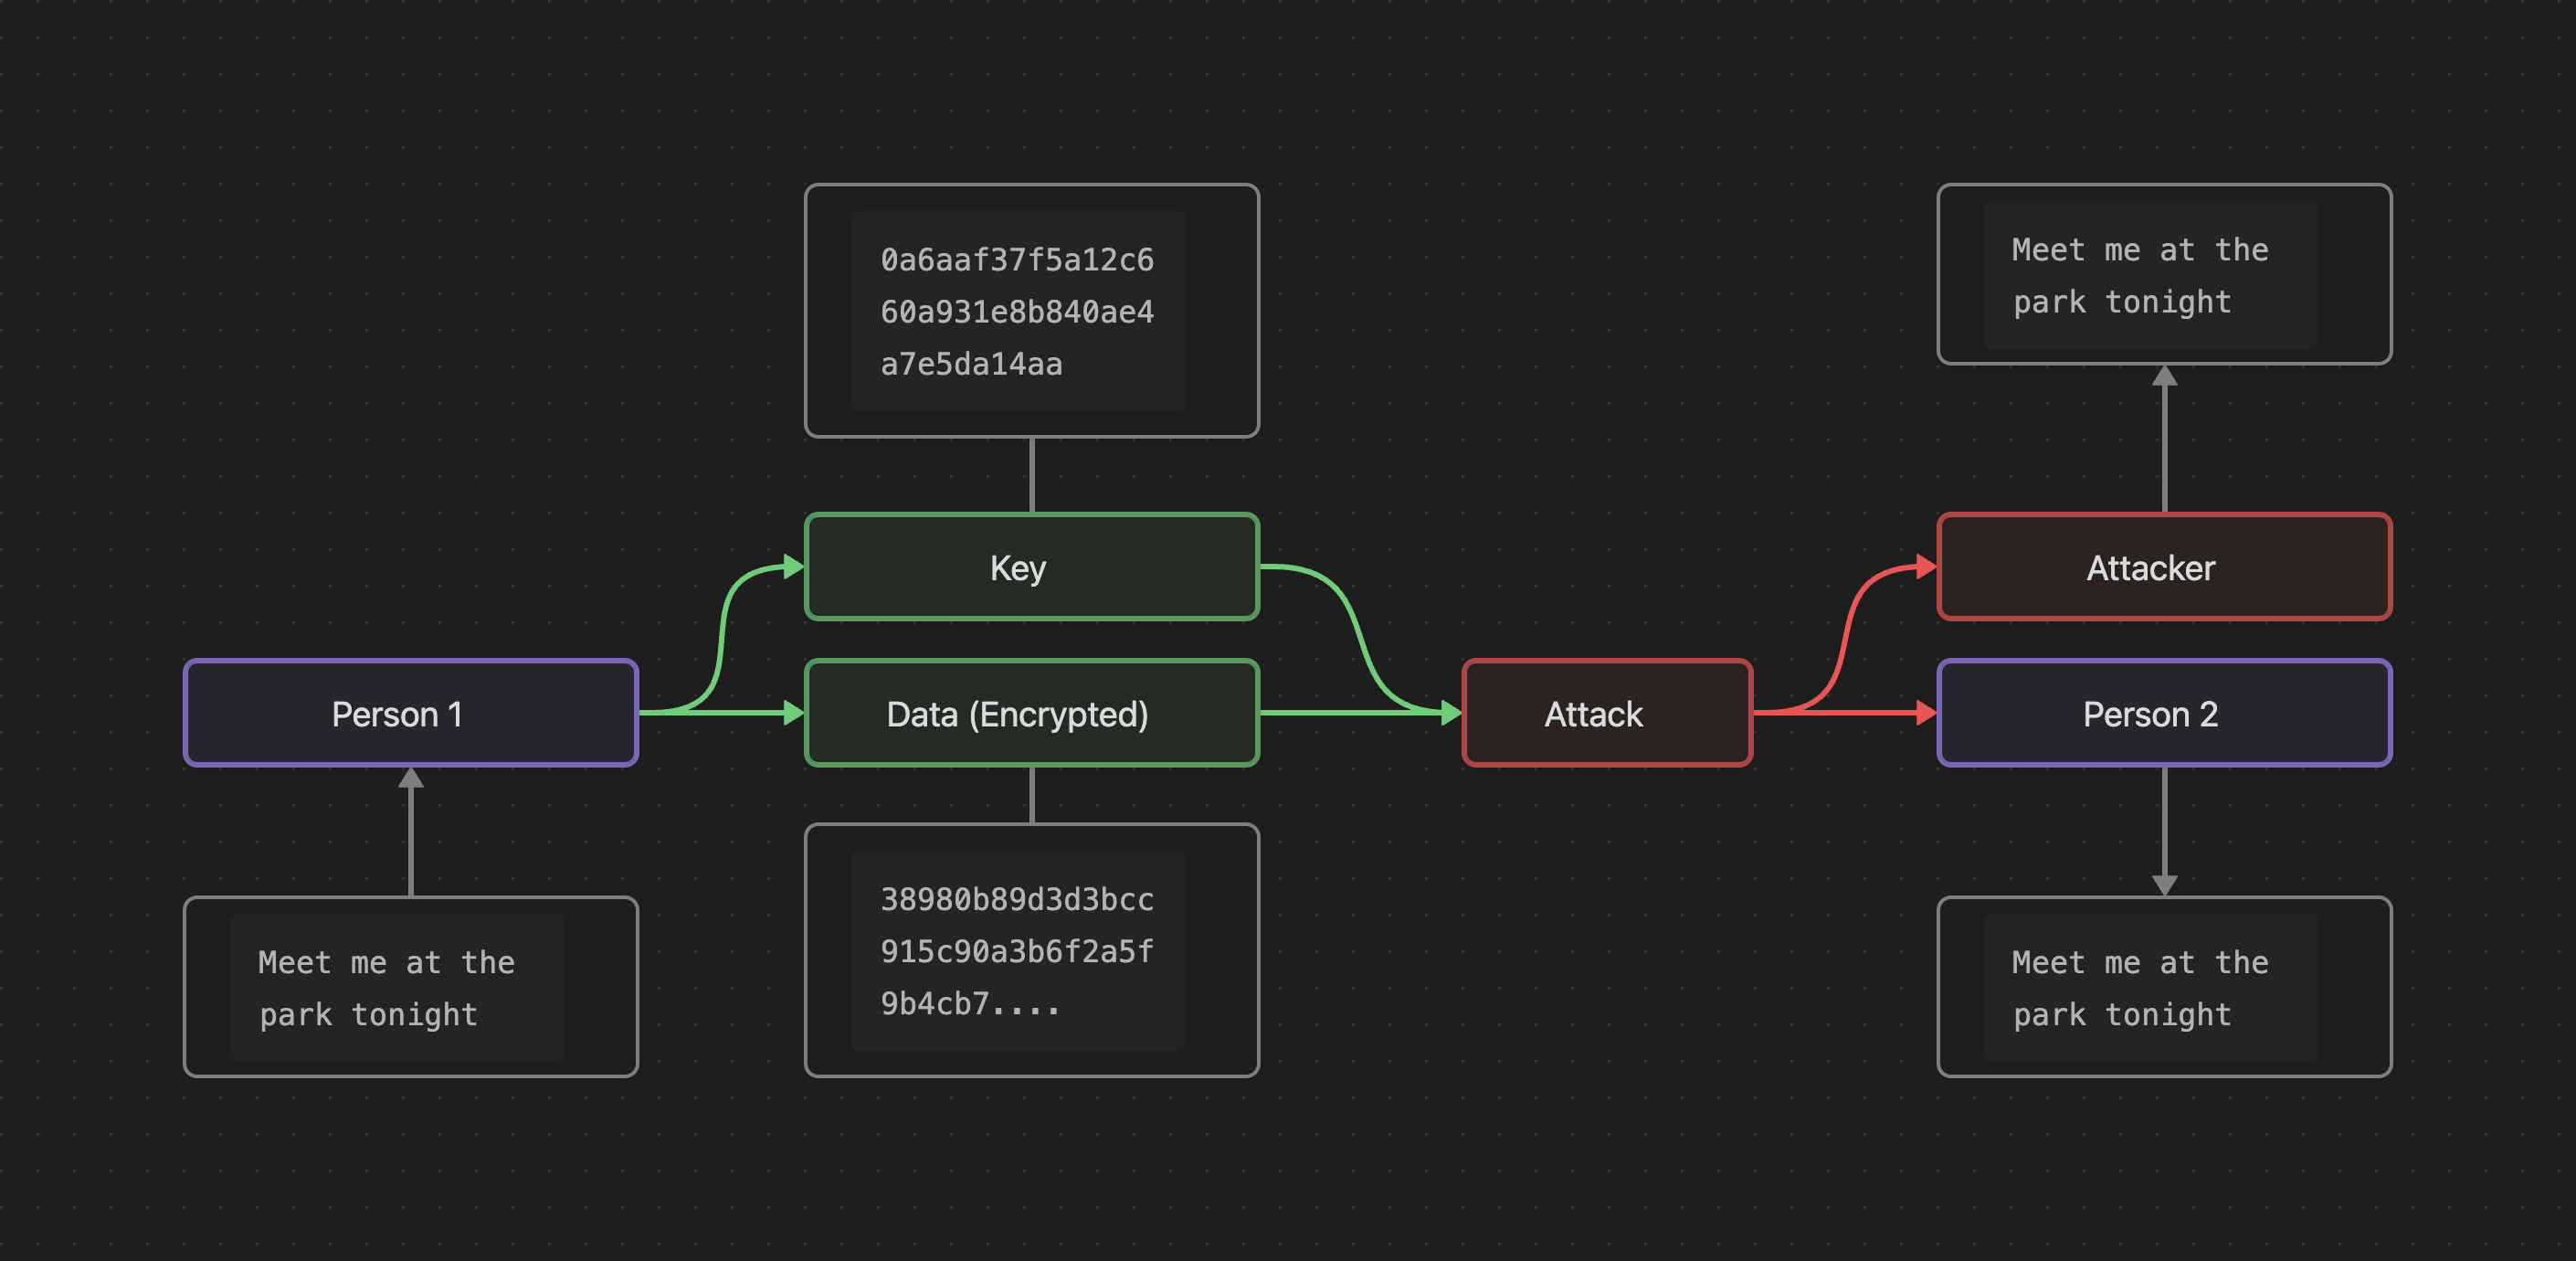 0a6aaf37f5a12c6
60a931e8b840ae4
a7e5da14aa
Meet me at the
park tonight
Key
Attacker
Person 1
Data (Encrypted)
Attack
Person 2
Meet me at the
park tonight
38980b89d3d3bcc
915c90a3b6f2a5f
9b4cb7....
Meet me at the
park tonight